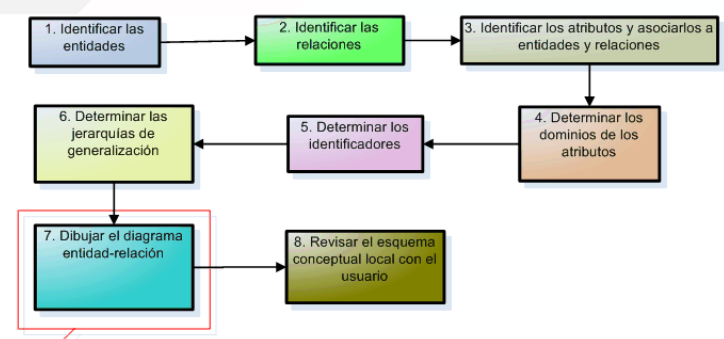 1. Identificar las
entidades
2. Identificar las
relaciones
3. Identificar los atributos y asociarlos a
entidades y relaciones
4. Determinar los
dominios de los
atributos
5. Determinar los
identificadores
6. Determinar las
jerarquías de
generalización
7. Dibujar el diagrama
entidad-relación
8. Revisar el esquema
conceptual local con el
usuario